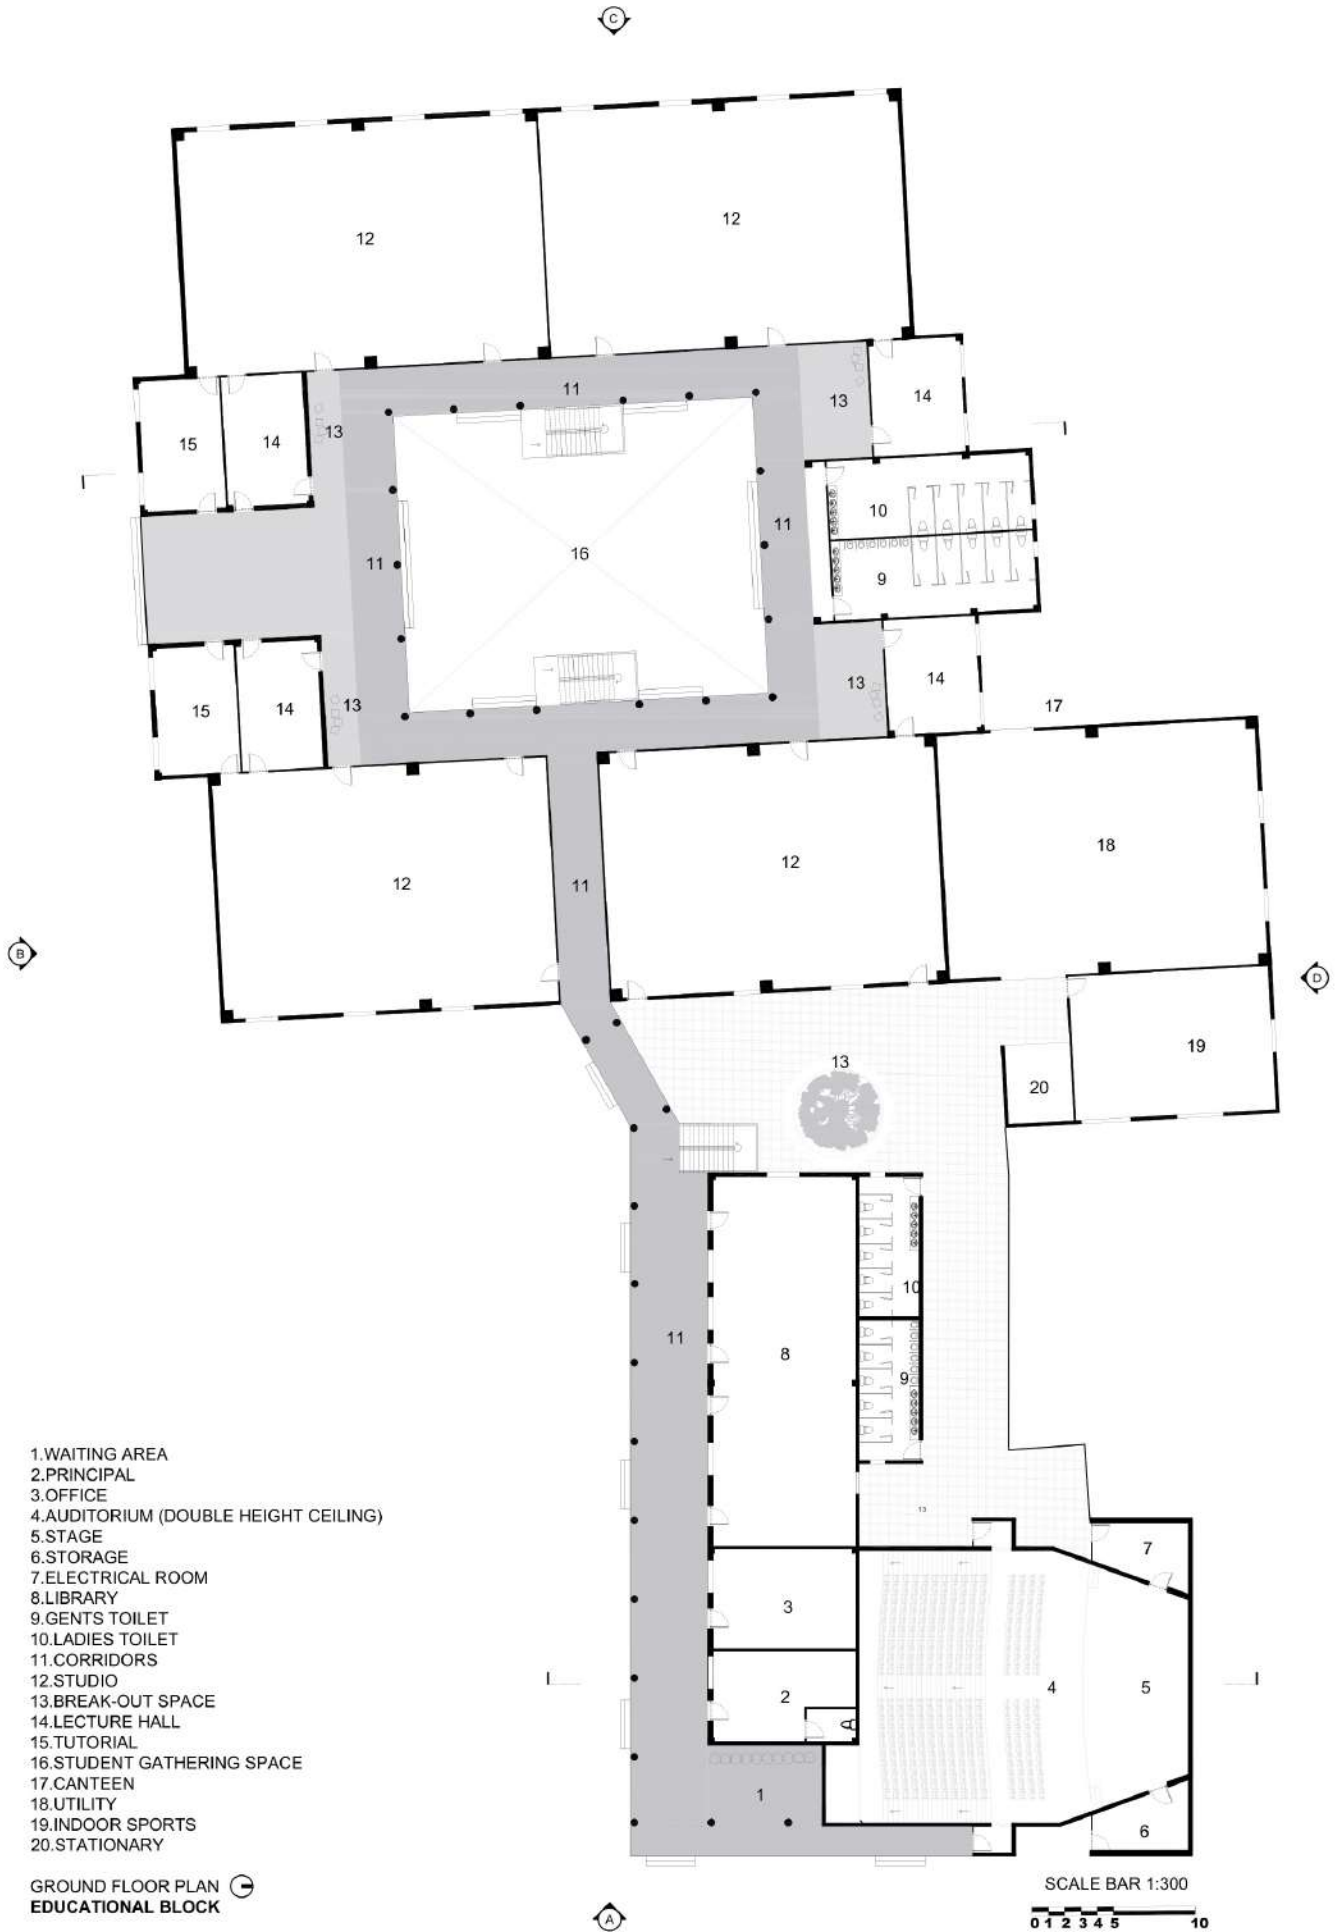 C
12
12
11
13
14
13
15
14
10
11
11
16
9
13
14
13
15
14
17
12
11
12
18
B
D
13
19
20
10
11
8
9
13
1.WAITING AREA
2.PRINCIPAL
3.OFFICE
4.AUDITORIUM (DOUBLE HEIGHT CEILING)
5.STAGE
6.STORAGE
7.ELECTRICAL ROOM
8.LIBRARY
9.GENTS TOILET
10.LADIES TOILET
11.CORRIDORS
12.STUDIO
13.BREAK-OUT SPACE
14.LECTURE HALL
15.TUTORIAL
16.STUDENT GATHERING SPACE
17.CANTEEN
18.UTILITY
19.INDOOR SPORTS
20.STATIONARY
7
3
2
4
5
1
6
GROUND FLOOR PLAN
EDUCATIONAL BLOCK
A
SCALE BAR 1:300
0 1 2 3 4 5 10